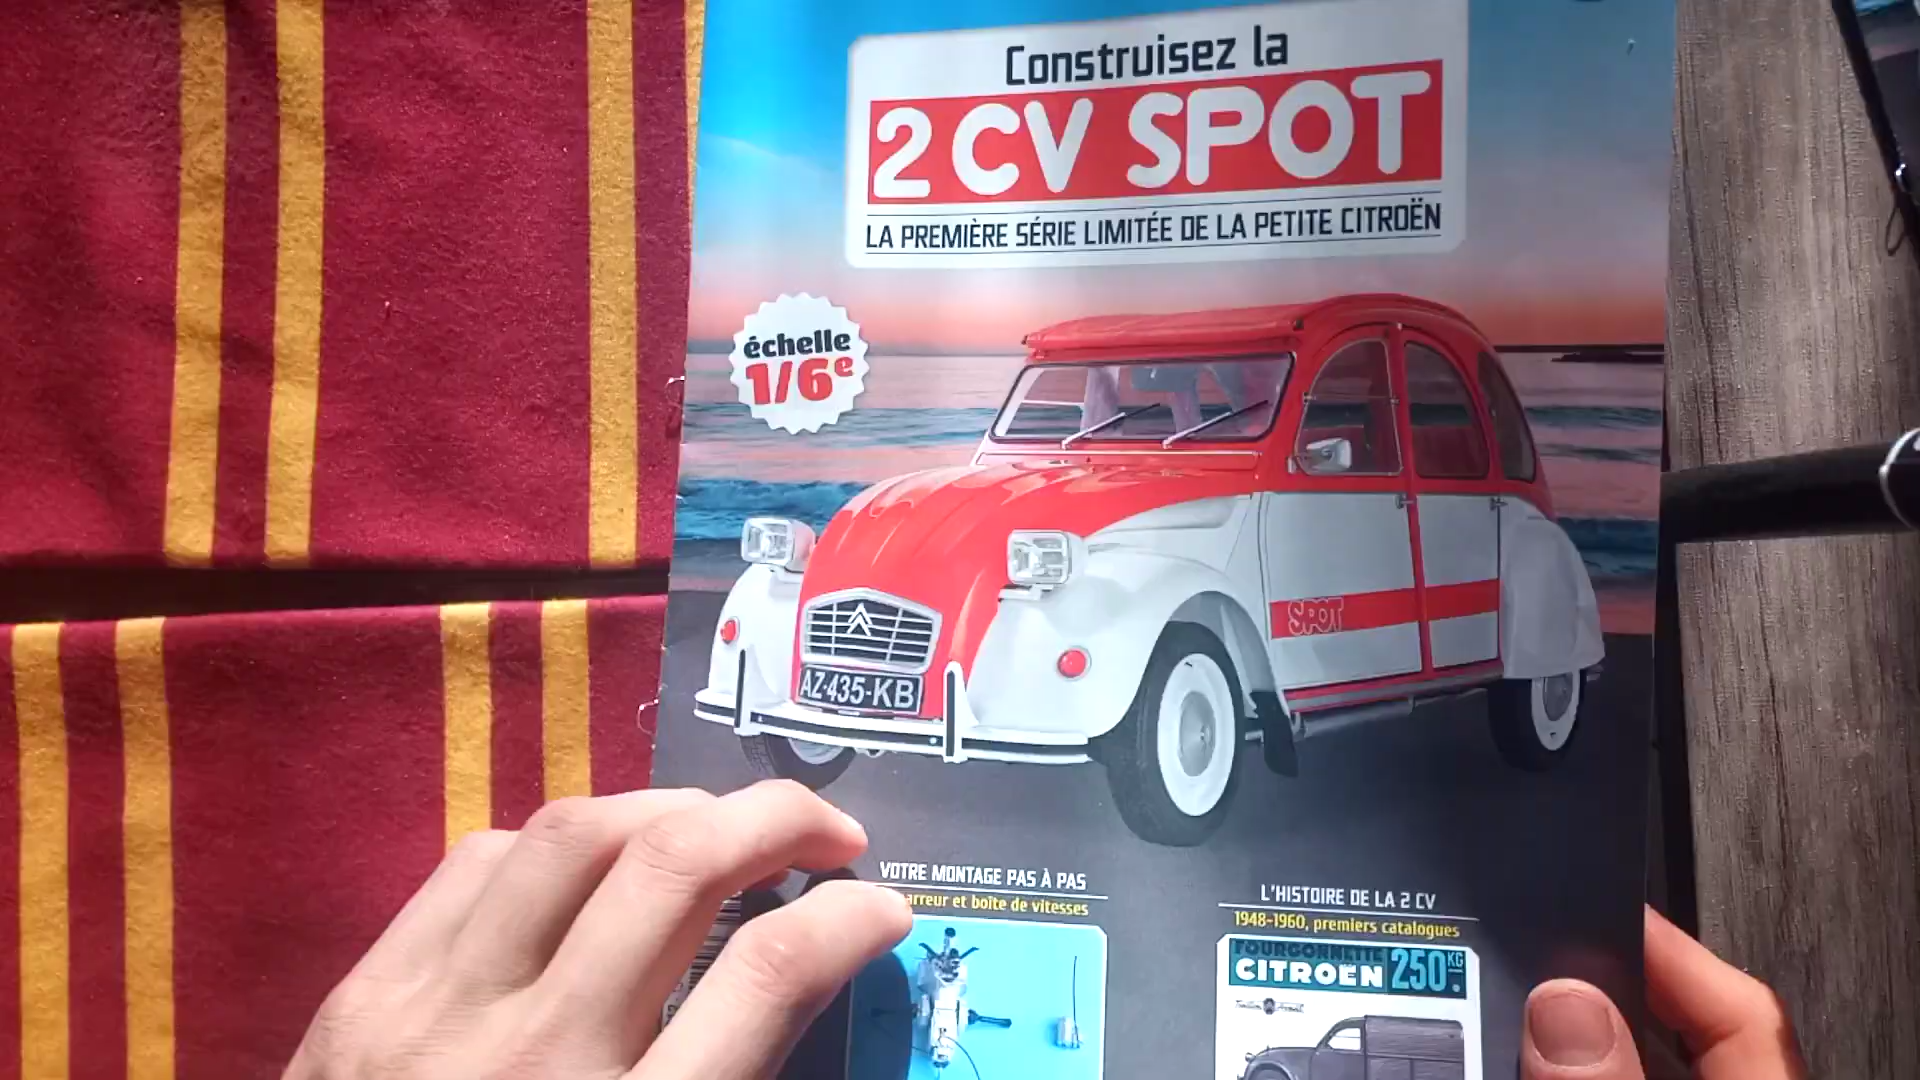 Construisez la
2 CV SPOT
LA PREMIÈRE SÉRIE LIMITÉE DE LA PETITE CITROËN
échelle
1/6e
SPOT
AZ-435-KB
VOTRE MONTAGE PAS À PAS
et boîte de vitesses
L'HISTOIRE DE LA 2 CV
1948-1960, premiers catalogues
FOURGONNETTE
CITROËN 250 KG